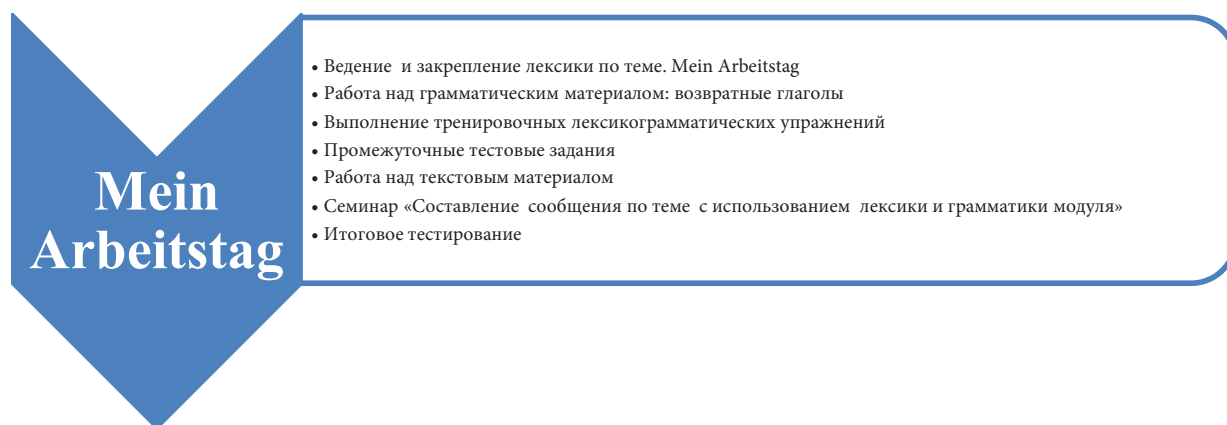 Mein
Arbeitstag
• Ведение и закрепление лексики по теме. Mein Arbeitstag
• Работа над грамматическим материалом: возвратные глаголы
• Выполнение тренировочных лексикограмматических упражнений
• Промежуточные тестовые задания
• Работа над текстовым материалом
• Семинар «Составление сообщения по теме с использованием лексики и грамматики модуля»
• Итоговое тестирование